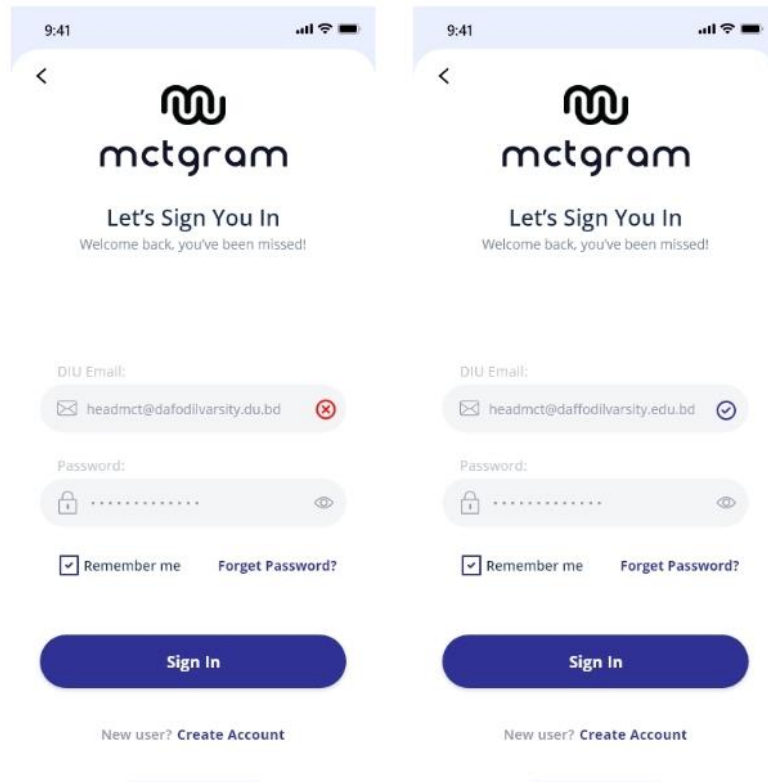 9:41
mctgram
Let's Sign You In
Welcome back, you've been missed!
DIU Email:
headmct@dafodilvarsity.du.bd
Password:
Remember me Forget Password?
Sign In
New user? Create Account
9:41
mctgram
Let's Sign You In
Welcome back, you've been missed!
DIU Email:
headmct@daffodilvarsity.edu.bd
Password:
Remember me Forget Password?
Sign In
New user? Create Account